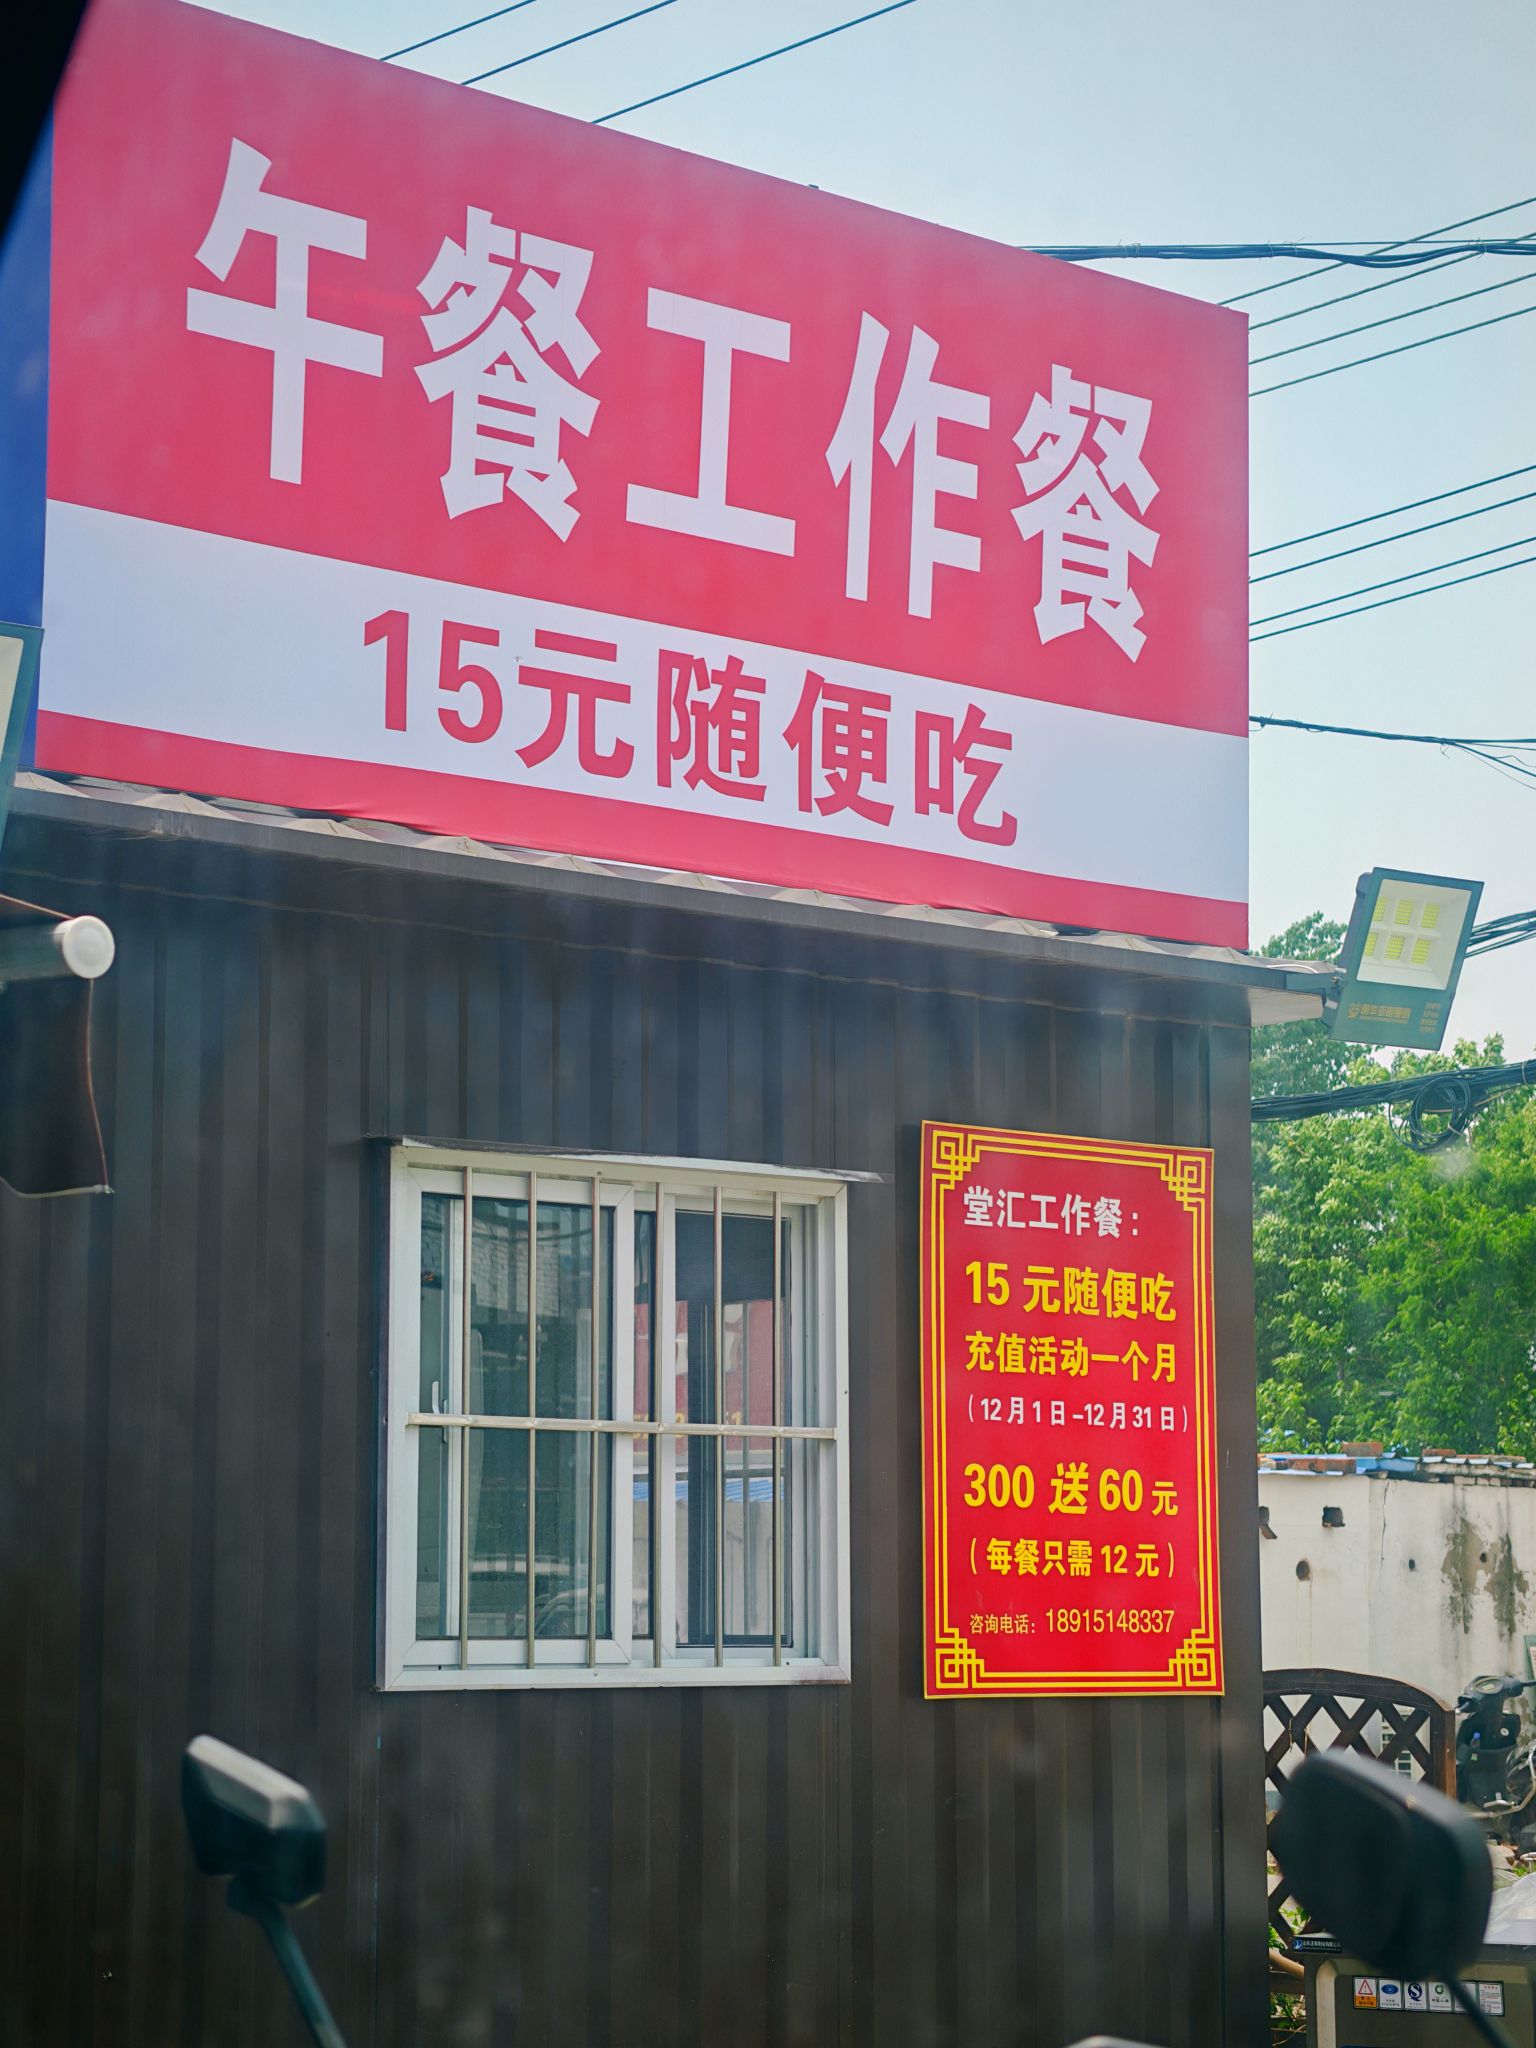 午餐工作餐
15元随便吃
堂汇工作餐：
15 元随便吃
充值活动一个月
（12月1日-12月31日）
300 送 60 元
（每餐只需 12 元）
咨询电话：18915148337